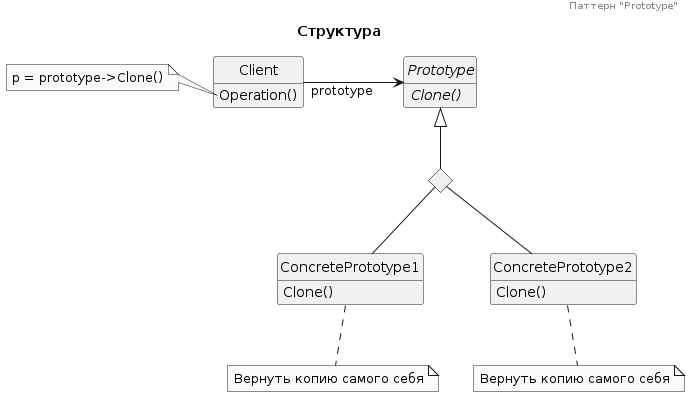 Паттерн "Prototype"
Структура
p = prototype->Clone()
Client
Operation()
prototype
Prototype
Clone()
ConcretePrototype1
Clone()
ConcretePrototype2
Clone()
Вернуть копию самого себя
Вернуть копию самого себя